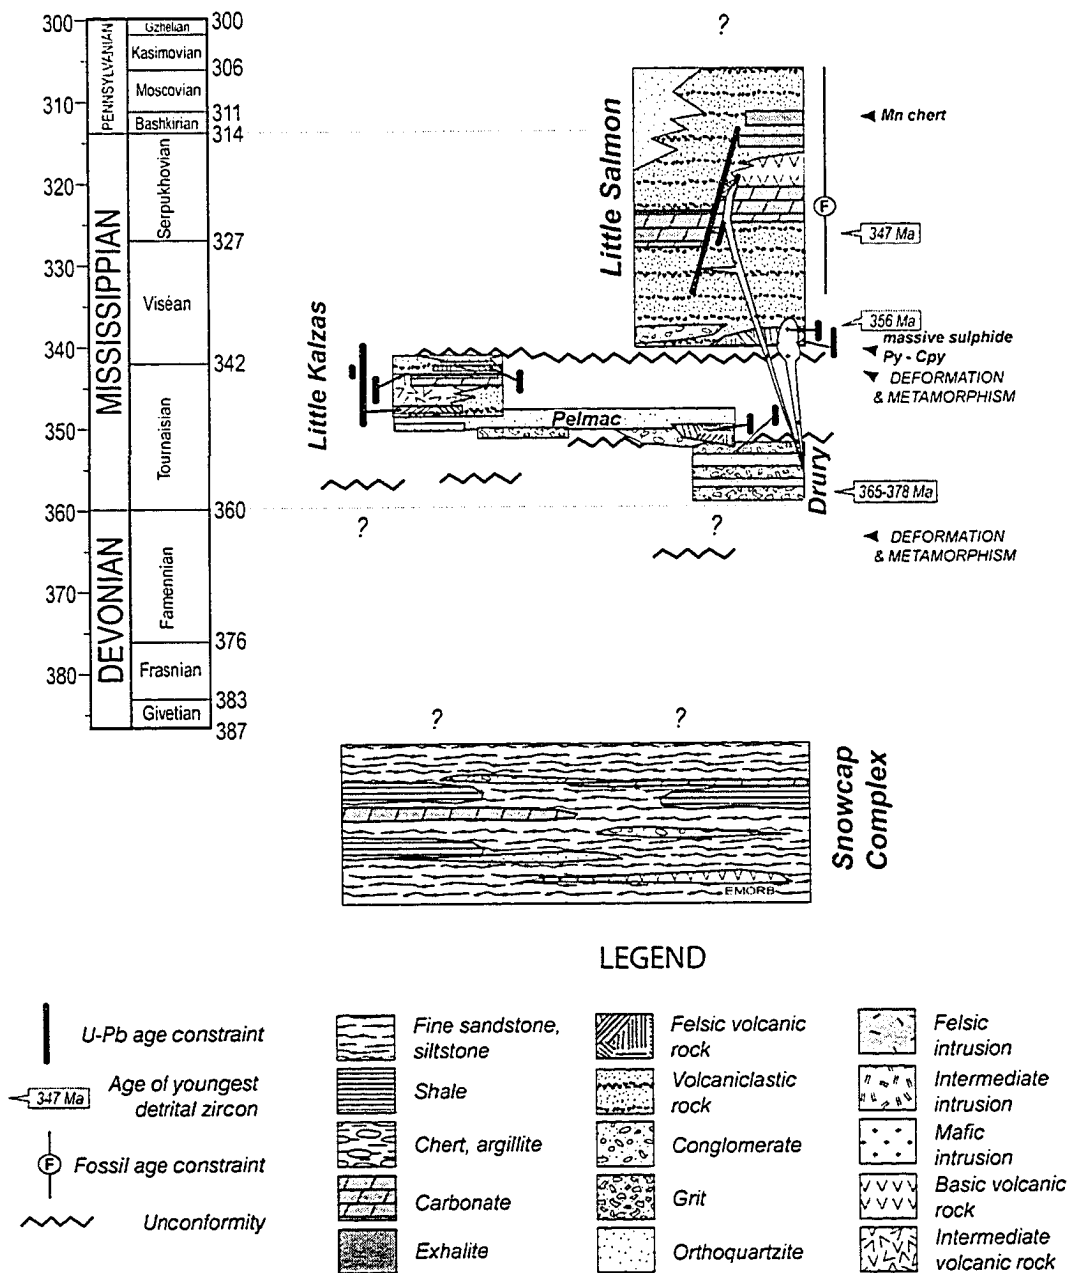 300
310
320
330
340
350
360
370
380
PENNSYLVANIAN
MISSISSIPPIAN
DEVONIAN
Gzhelian
Kasimovian
Moscovian
Bashkirian
Serpukhovian
Viséan
Tournaisian
Famennian
Frasnian
Givetian
300
306
311
314
327
342
360
376
383
387
?
Little Salmon
Mn chert
F
347 Ma
356 Ma
massive sulphide
Py - Cpy
DEFORMATION
& METAMORPHISM
Little Kalzas
Pelmac
Drury
365-378 Ma
?
?
DEFORMATION
& METAMORPHISM
?
?
Snowcap
Complex
EMORB
LEGEND
U-Pb age constraint
347 Ma
Age of youngest
detrital zircon
F
Fossil age constraint
Unconformity
Fine sandstone,
siltstone
Shale
Chert, argillite
Carbonate
Exhalite
Felsic volcanic
rock
Volcaniclastic
rock
Conglomerate
Grit
Orthoquartzite
Felsic
intrusion
Intermediate
intrusion
Mafic
intrusion
Basic volcanic
rock
Intermediate
volcanic rock